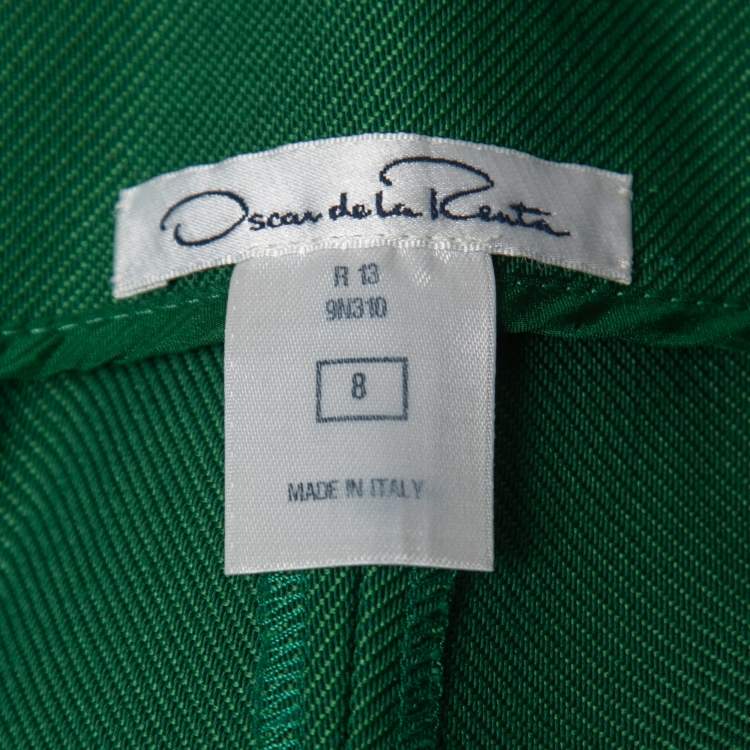 Oscar de la Renta
R 13
9N310
8
MADE IN ITALY